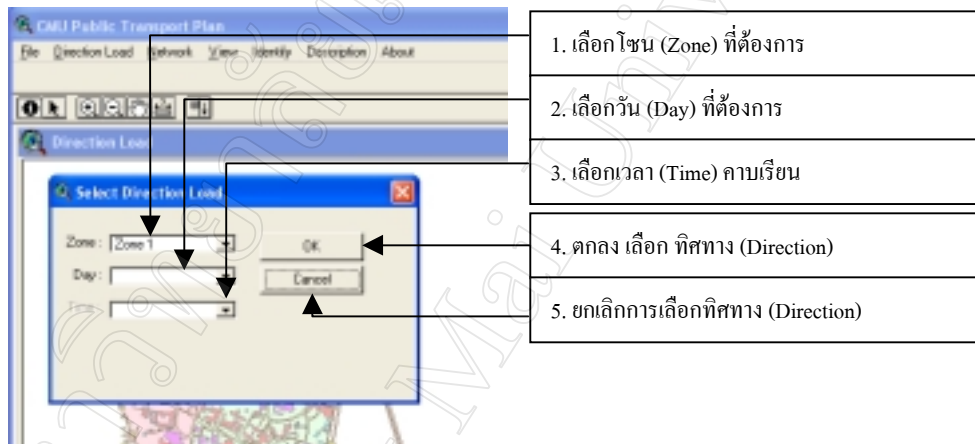 CMU Public Transport Plan
File Direction Load Network View Identify Description About
Direction Load
Select Direction Load
Zone : Zone 1
OK
Day :
Cancel
Time :
1. เลือกโซน (Zone) ที่ต้องการ
2. เลือกวัน (Day) ที่ต้องการ
3. เลือกเวลา (Time) คาบเรียน
4. ตกลง เลือก ทิศทาง (Direction)
5. ยกเลิกการเลือกทิศทาง (Direction)